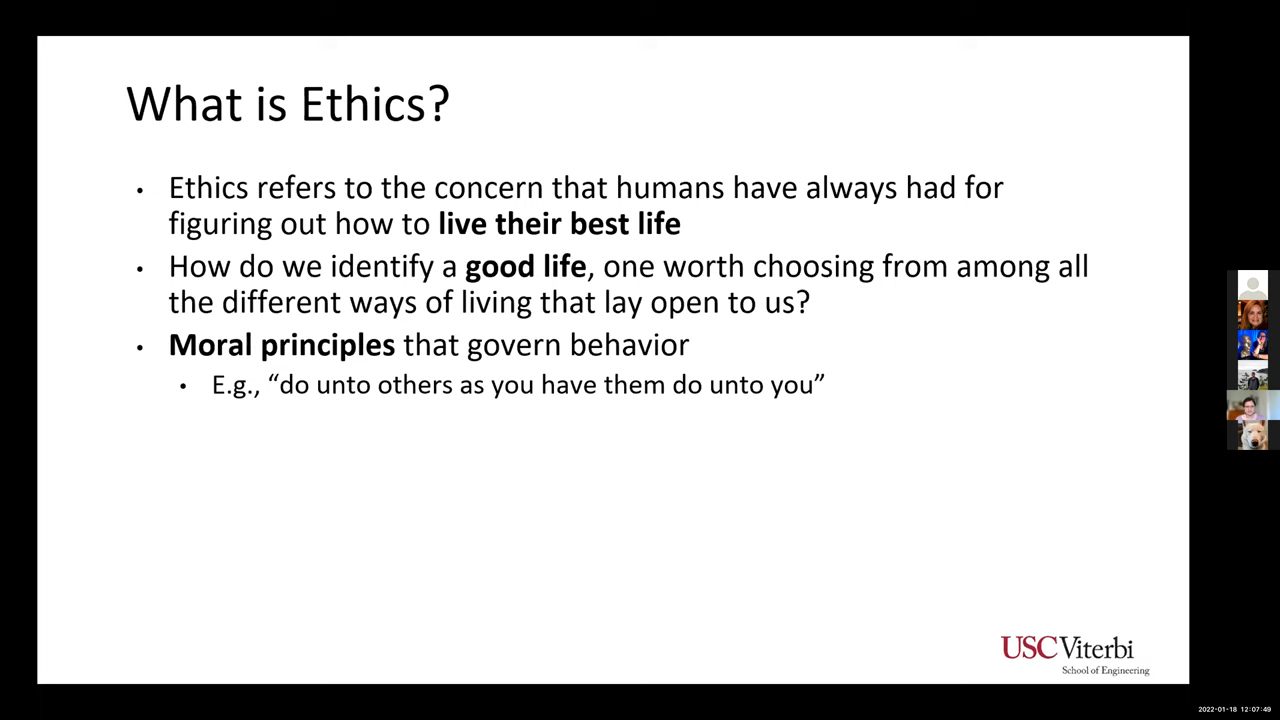 What is Ethics?
• Ethics refers to the concern that humans have always had for
figuring out how to live their best life
• How do we identify a good life, one worth choosing from among all
the different ways of living that lay open to us?
• Moral principles that govern behavior
• E.g., “do unto others as you have them do unto you”
USC Viterbi
School of Engineering
2022-01-18 12:07:49